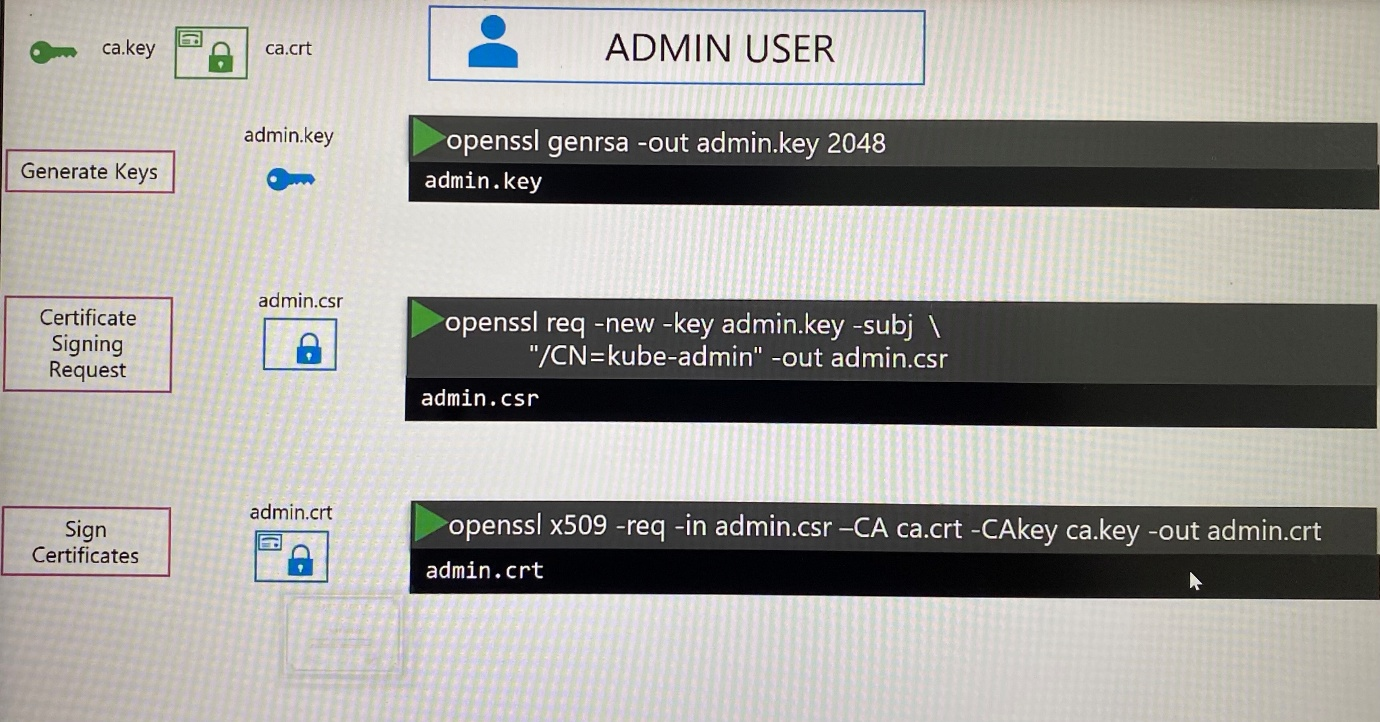 ca.key
ca.crt
ADMIN USER
admin.key
Generate Keys
openssl genrsa -out admin.key 2048
admin.key
admin.csr
Certificate
Signing
Request
openssl req -new -key admin.key -subj \
"/CN=kube-admin" -out admin.csr
admin.csr
admin.crt
Sign
Certificates
openssl x509 -req -in admin.csr –CA ca.crt -CAkey ca.key -out admin.crt
admin.crt